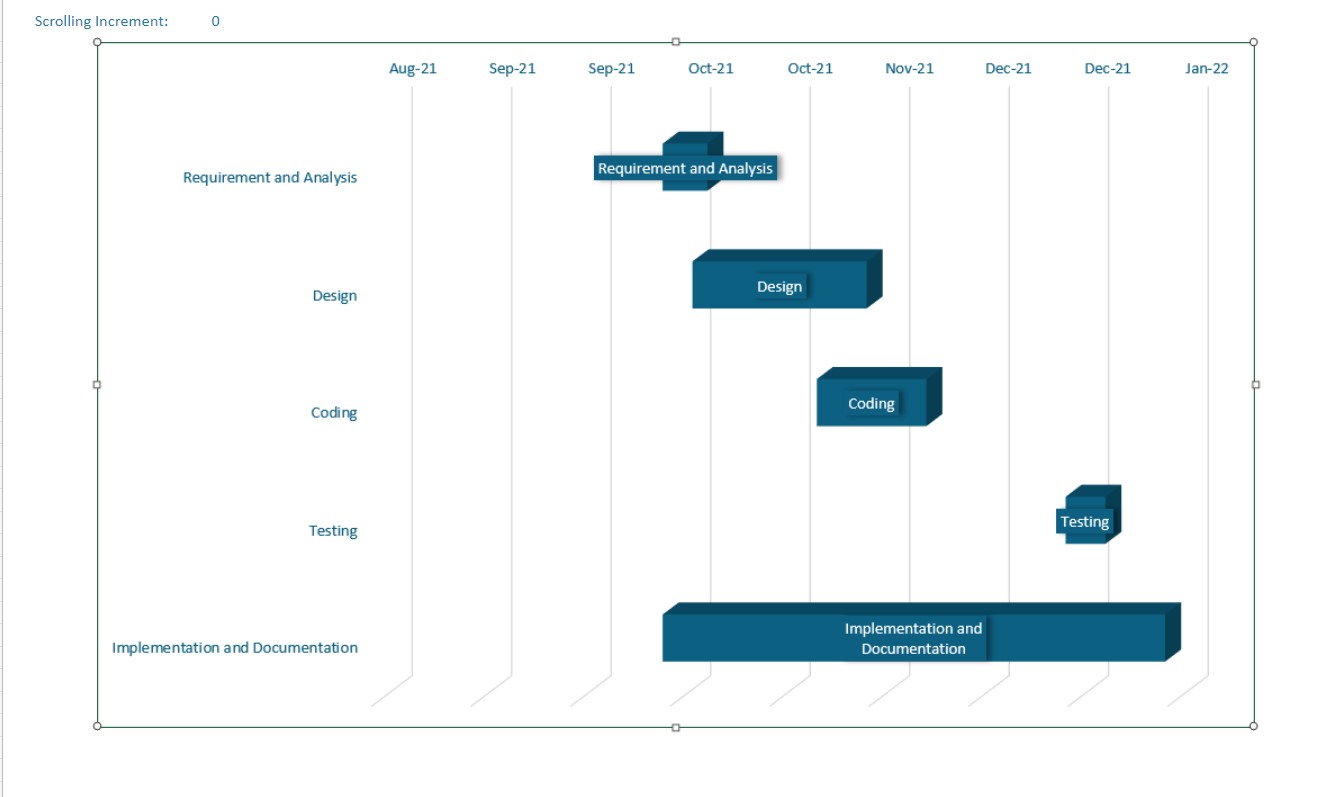 Scrolling Increment: 0
Aug-21 Sep-21 Sep-21 Oct-21 Oct-21 Nov-21 Dec-21 Dec-21 Jan-22
Requirement and Analysis
Requirement and Analysis
Design
Design
Coding
Coding
Testing
Testing
Implementation and Documentation
Implementation and
Documentation